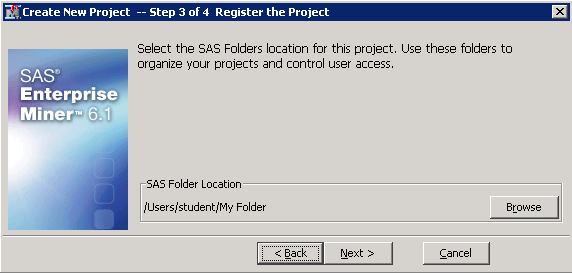 Create New Project -- Step 3 of 4 Register the Project
Select the SAS Folders location for this project. Use these folders to
organize your projects and control user access.
SAS®
Enterprise
Miner™ 6.1
SAS Folder Location
/Users/student/My Folder
Browse
< Back
Next >
Cancel